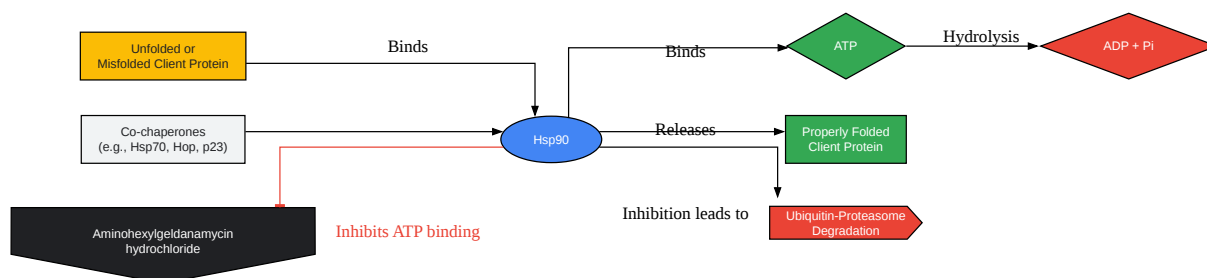 Unfolded or
Misfolded Client Protein
Binds
Binds
ATP
Hydrolysis
ADP + Pi
Co-chaperones
(e.g., Hsp70, Hop, p23)
Hsp90
Releases
Properly Folded
Client Protein
Aminohexylgeldanamycin
hydrochloride
Inhibits ATP binding
Inhibition leads to
Ubiquitin-Proteasome
Degradation